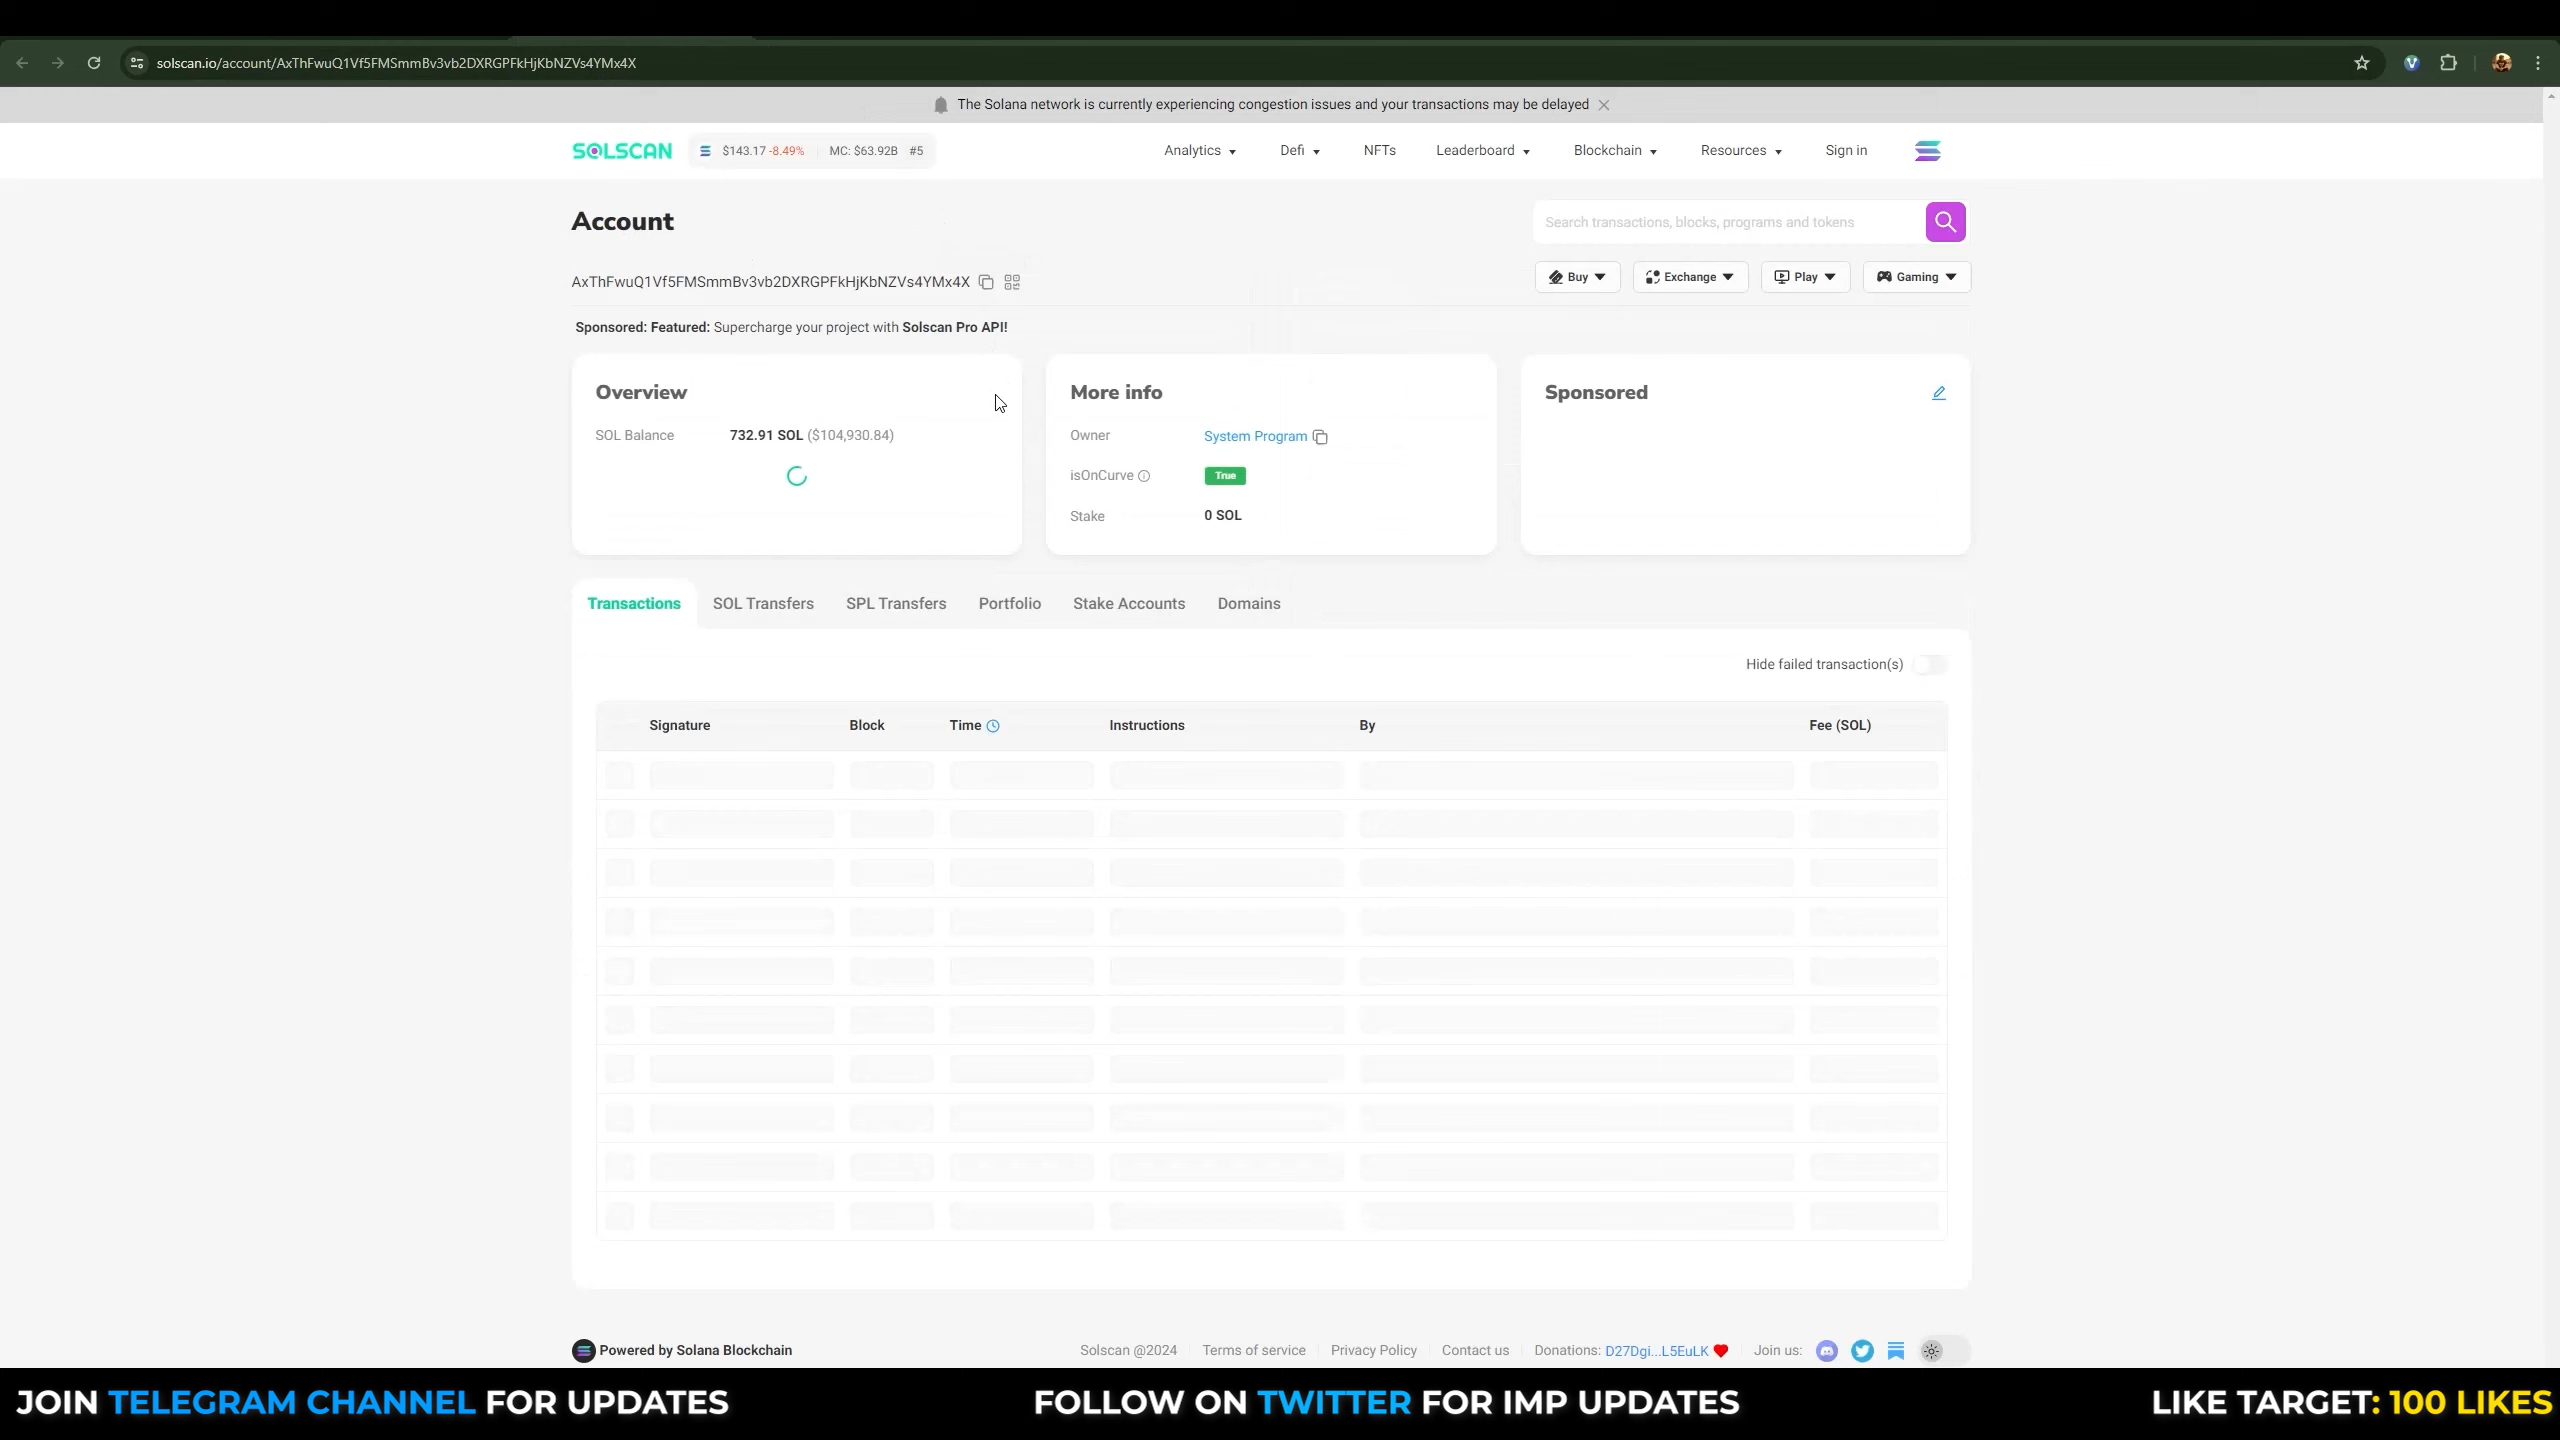 solscan.io/account/AxThFwuQ1Vf5FMSmmBv3vb2DXRGPFkHjKbNZVs4YMx4X
The Solana network is currently experiencing congestion issues and your transactions may be delayed
SOLSCAN $143.17 -8.49% MC: $63.92B #5 Analytics Defi NFTs Leaderboard Blockchain Resources Sign in
Account
Search transactions, blocks, programs and tokens
AxThFwuQ1Vf5FMSmmBv3vb2DXRGPFkHjKbNZVs4YMx4X
Buy Exchange Play Gaming
Sponsored: Featured: Supercharge your project with Solscan Pro API!
Overview
SOL Balance 732.91 SOL ($104,930.84)
More info
Owner System Program
isOnCurve True
Stake 0 SOL
Sponsored
Transactions SOL Transfers SPL Transfers Portfolio Stake Accounts Domains
Hide failed transaction(s)
Signature Block Time Instructions By Fee (SOL)
Powered by Solana Blockchain Solscan @2024 Terms of service Privacy Policy Contact us Donations: D27Dgi...L5EuLK Join us:
JOIN TELEGRAM CHANNEL FOR UPDATES FOLLOW ON TWITTER FOR IMP UPDATES LIKE TARGET: 100 LIKES